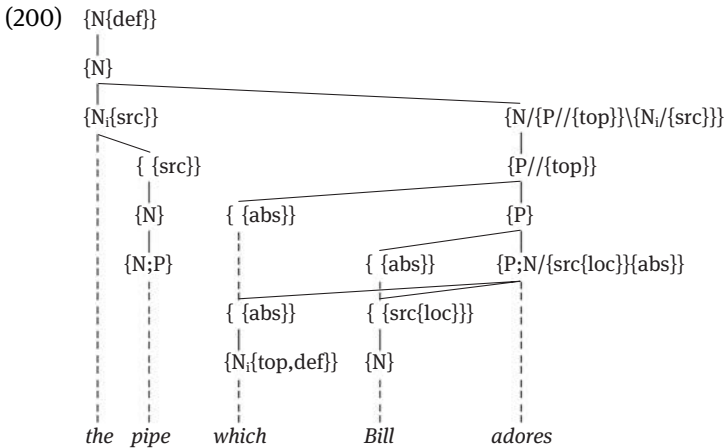 (200) {N{def}}
{N}
{Nᵢ{src}} {N/{P//{top}}\{Nᵢ/{src}}}
{ {src}} {P//{top}}
{N} { {abs}} {P}
{N;P} { {abs}} {P;N/{src{loc}}{abs}}
{ {abs}} { {src{loc}}}
{Nᵢ{top,def}} {N}
the pipe which Bill adores